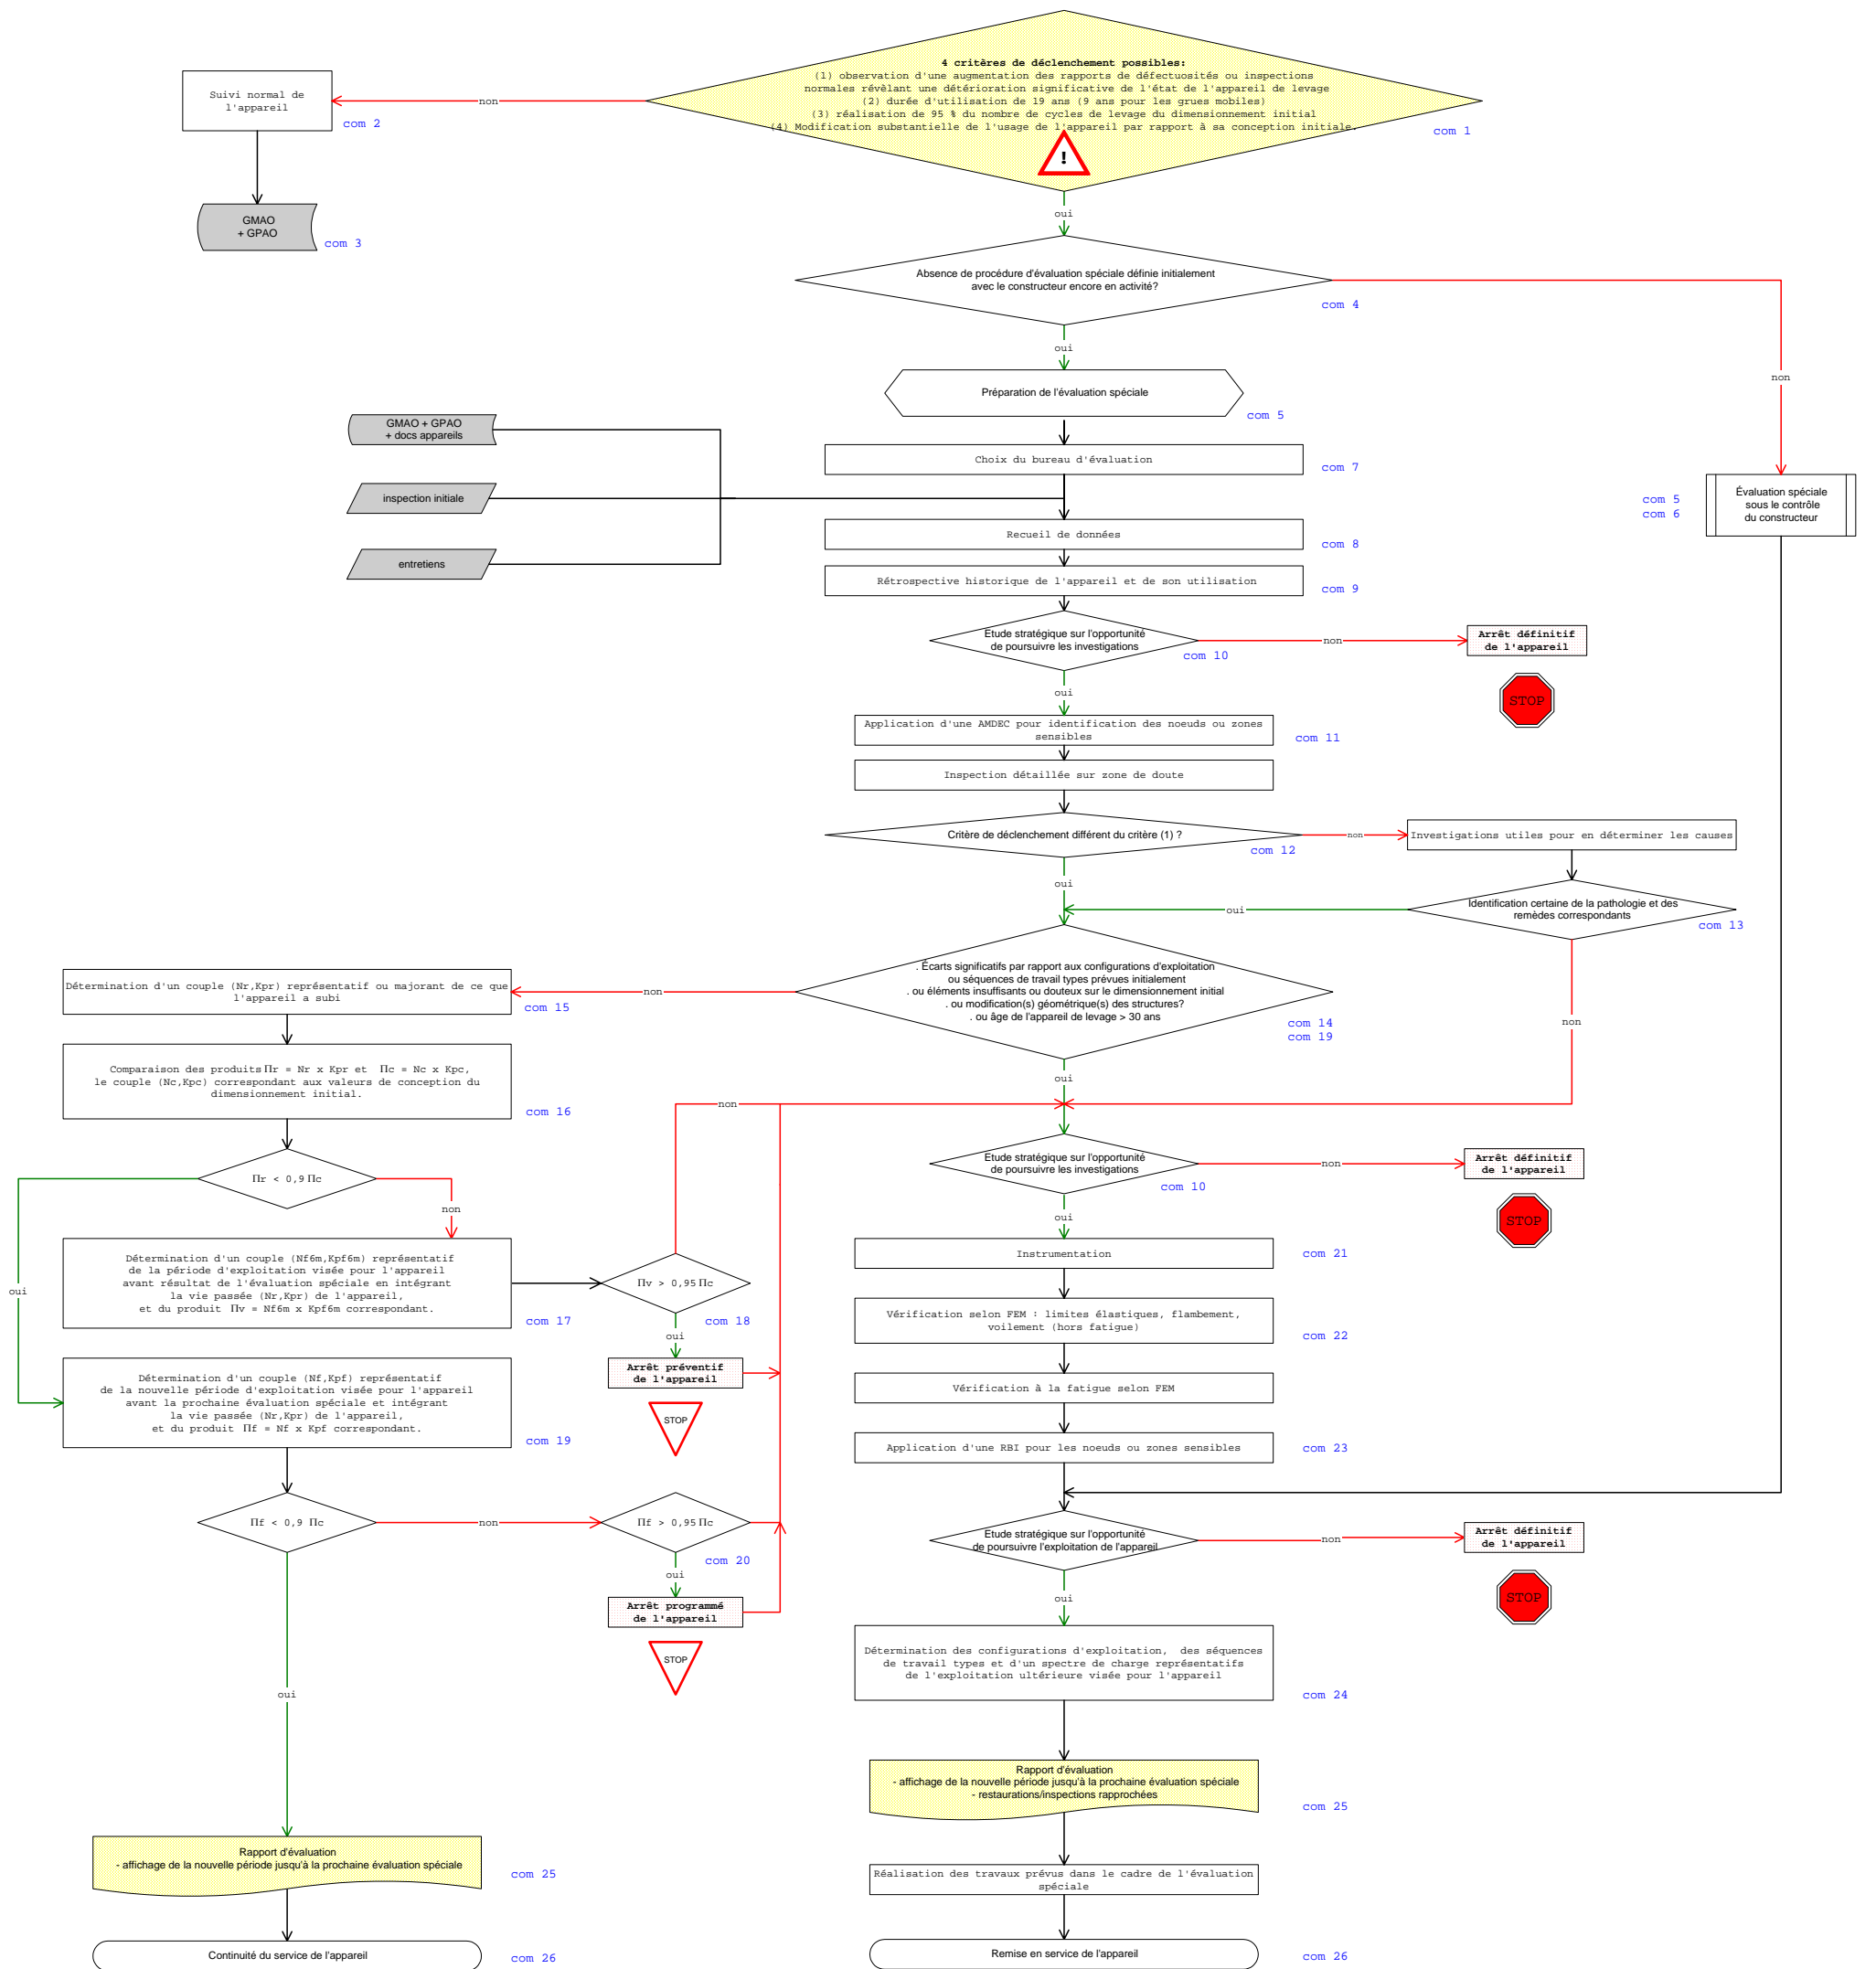 4 critères de déclenchement possibles:
(1) observation d'une augmentation des rapports de défectuosités ou inspections
normales révèlant une détérioration significative de l'état de l'appareil de levage
(2) durée d'utilisation de 19 ans (9 ans pour les grues mobiles)
(3) réalisation de 95 % du nombre de cycles de levage du dimensionnement initial
(4) Modification substantielle de l'usage de l'appareil par rapport à sa conception initiale.
!
com 1
non
Suivi normal de
l'appareil
com 2
GMAO
+ GPAO
com 3
oui
Absence de procédure d'évaluation spéciale définie initialement
avec le constructeur encore en activité?
com 4
oui
non
Préparation de l'évaluation spéciale
com 5
GMAO + GPAO
+ docs appareils
Choix du bureau d'évaluation
com 7
inspection initiale
Évaluation spéciale
sous le contrôle
du constructeur
com 5
com 6
Recueil de données
com 8
entretiens
Rétrospective historique de l'appareil et de son utilisation
com 9
Etude stratégique sur l'opportunité
de poursuivre les investigations
com 10
non
Arrêt définitif
de l'appareil
STOP
oui
Application d'une AMDEC pour identification des noeuds ou zones
sensibles
com 11
Inspection détaillée sur zone de doute
Critère de déclenchement différent du critère (1) ?
com 12
non
Investigations utiles pour en déterminer les causes
oui
Identification certaine de la pathologie et des
remèdes correspondants
com 13
oui
non
. Écarts significatifs par rapport aux configurations d'exploitation
ou séquences de travail types prévues initialement
. ou éléments insuffisants ou douteux sur le dimensionnement initial
. ou modification(s) géométrique(s) des structures?
. ou âge de l'appareil de levage > 30 ans
com 14
com 19
non
Détermination d'un couple (Nr,Kpr) représentatif ou majorant de ce que
l'appareil a subi
com 15
Comparaison des produits Πr = Nr x Kpr et Πc = Nc x Kpc,
le couple (Nc,Kpc) correspondant aux valeurs de conception du
dimensionnement initial.
com 16
oui
non
Etude stratégique sur l'opportunité
de poursuivre les investigations
com 10
non
Arrêt définitif
de l'appareil
STOP
Πr < 0,9 Πc
non
oui
oui
Détermination d'un couple (Nf6m,Kpf6m) représentatif
de la période d'exploitation visée pour l'appareil
avant résultat de l'évaluation spéciale en intégrant
la vie passée (Nr,Kpr) de l'appareil,
et du produit Πv = Nf6m x Kpf6m correspondant.
com 17
Πv > 0,95 Πc
com 18
oui
Arrêt préventif
de l'appareil
STOP
Instrumentation
com 21
Vérification selon FEM : limites élastiques, flambement,
voilement (hors fatigue)
com 22
Vérification à la fatigue selon FEM
Détermination d'un couple (Nf,Kpf) représentatif
de la nouvelle période d'exploitation visée pour l'appareil
avant la prochaine évaluation spéciale et intégrant
la vie passée (Nr,Kpr) de l'appareil,
et du produit Πf = Nf x Kpf correspondant.
com 19
Application d'une RBI pour les noeuds ou zones sensibles
com 23
Πf < 0,9 Πc
non
Πf > 0,95 Πc
com 20
oui
Arrêt programmé
de l'appareil
STOP
Etude stratégique sur l'opportunité
de poursuivre l'exploitation de l'appareil
non
Arrêt définitif
de l'appareil
STOP
oui
Détermination des configurations d'exploitation, des séquences
de travail types et d'un spectre de charge représentatifs
de l'exploitation ultérieure visée pour l'appareil
com 24
oui
Rapport d'évaluation
- affichage de la nouvelle période jusqu'à la prochaine évaluation spéciale
- restaurations/inspections rapprochées
com 25
Rapport d'évaluation
- affichage de la nouvelle période jusqu'à la prochaine évaluation spéciale
com 25
Réalisation des travaux prévus dans le cadre de l'évaluation
spéciale
Continuité du service de l'appareil
com 26
Remise en service de l'appareil
com 26